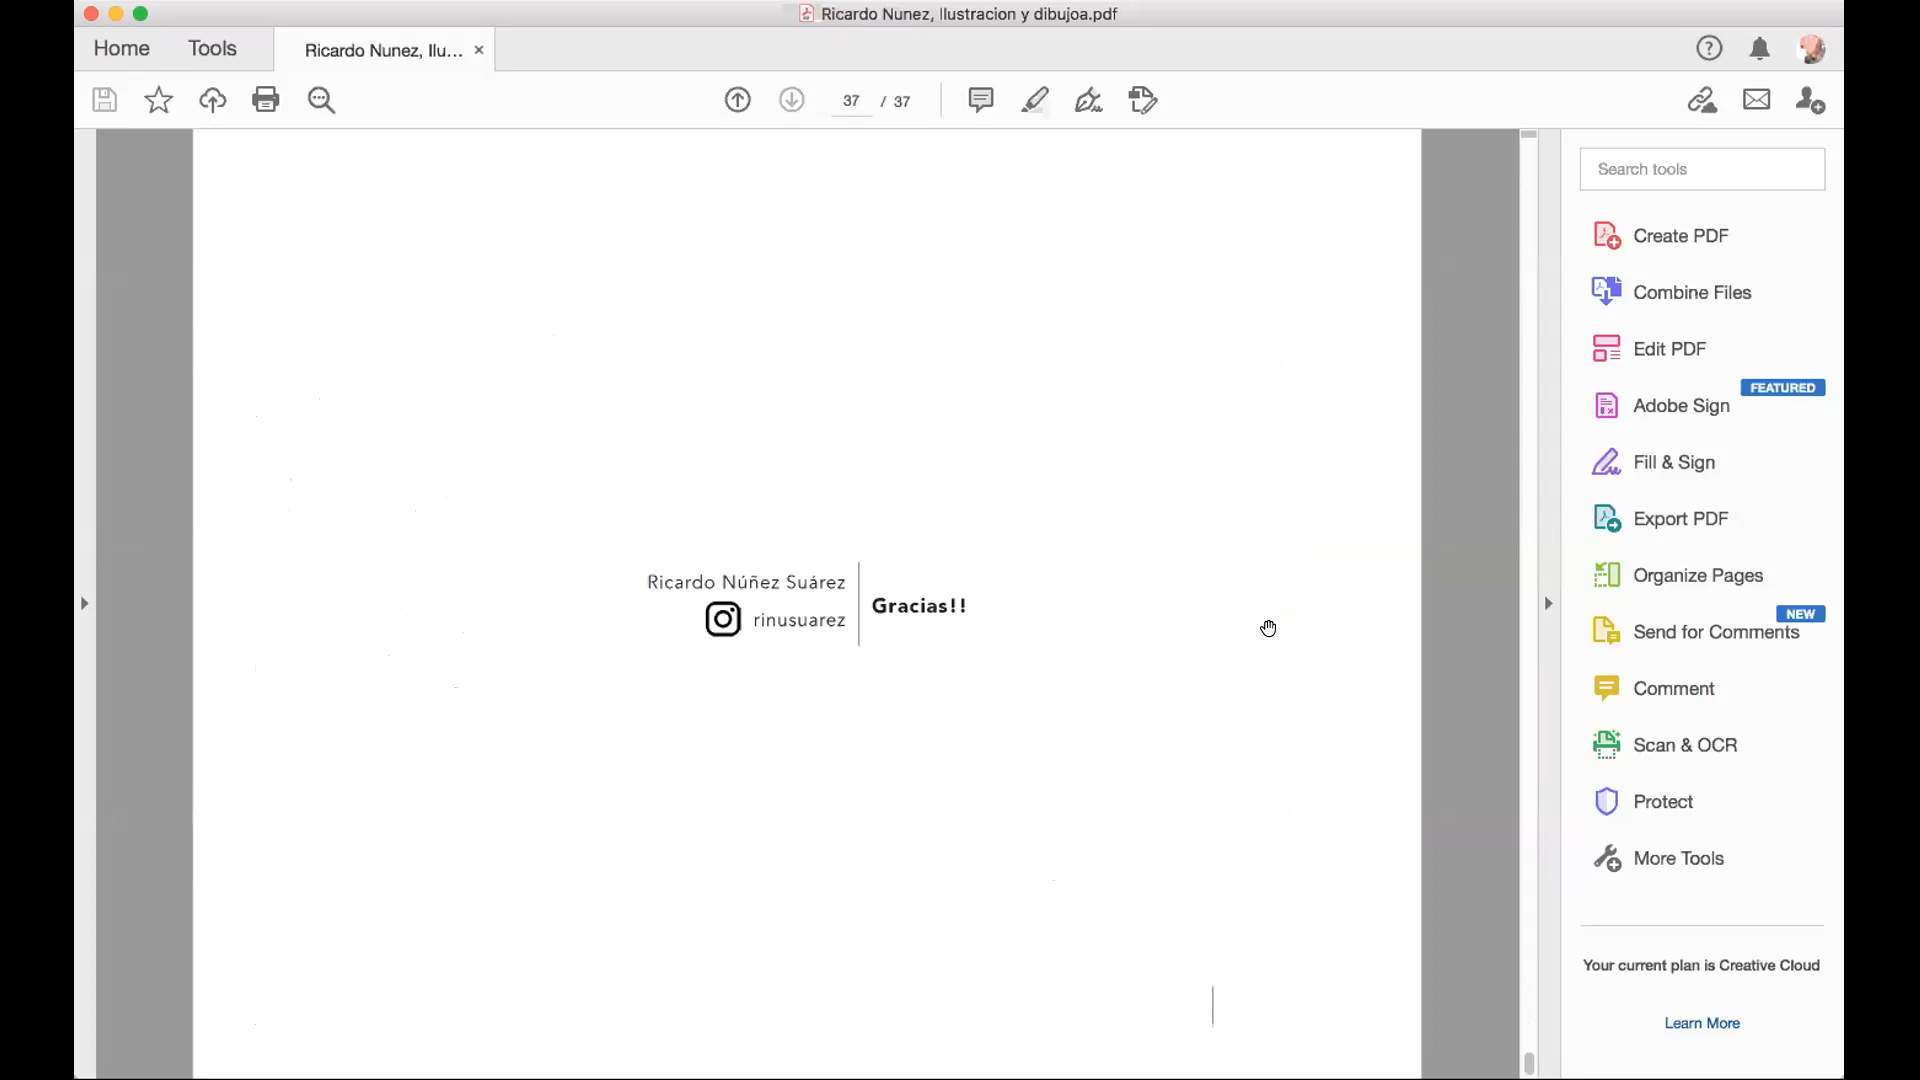 Ricardo Nunez, Ilustracion y dibujoa.pdf
Home
Tools
Ricardo Nunez, Ilu...
37 / 37
Search tools
Create PDF
Combine Files
Edit PDF
FEATURED
Adobe Sign
Fill & Sign
Export PDF
Organize Pages
NEW
Send for Comments
Comment
Scan & OCR
Protect
More Tools
Your current plan is Creative Cloud
Learn More
Ricardo Núñez Suárez
rinusuarez
Gracias!!